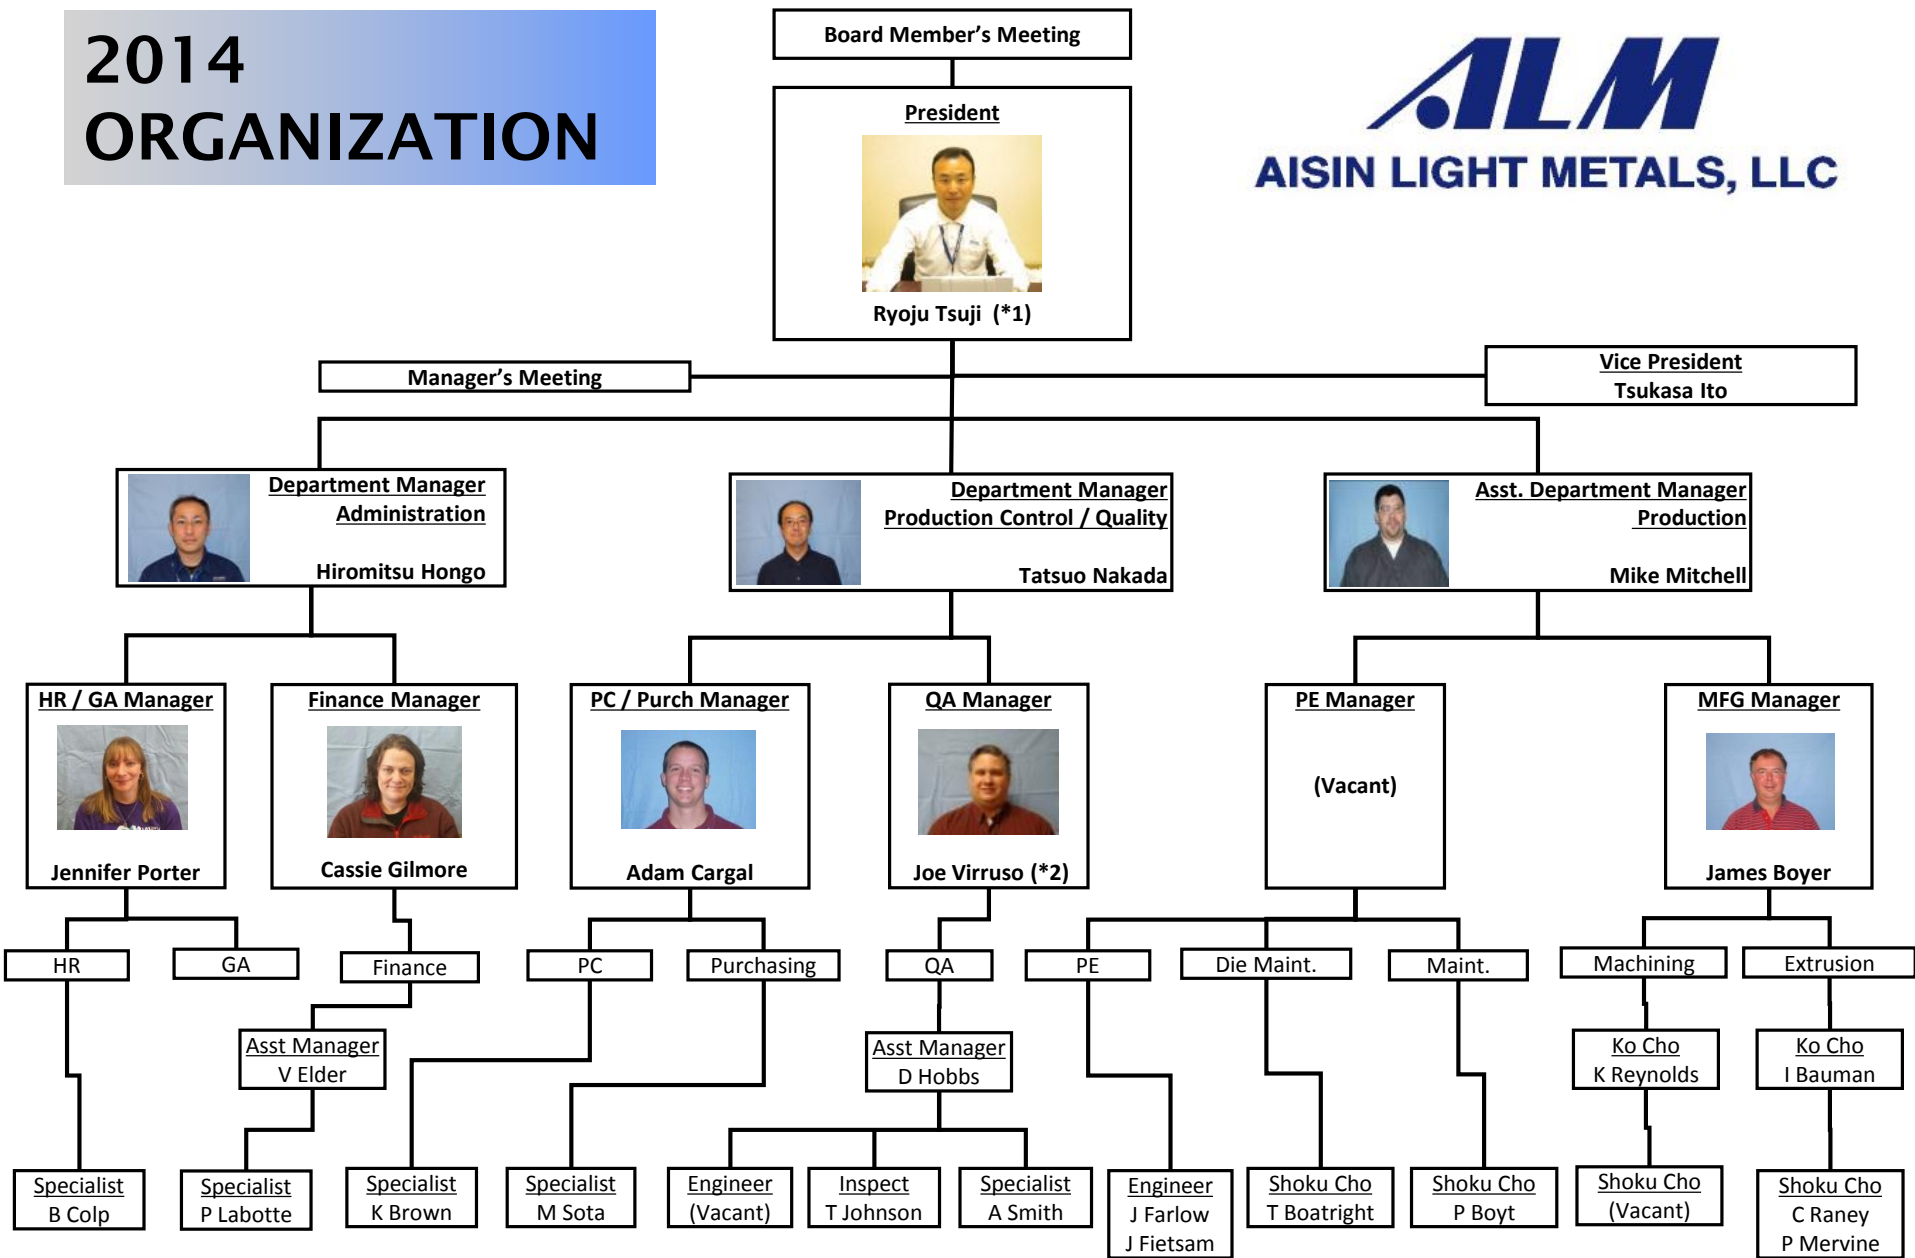 2014
ORGANIZATION
Board Member's Meeting
ALM
AISIN LIGHT METALS, LLC
President
Ryoju Tsuji (*1)
Manager's Meeting
Vice President
Tsukasa Ito
Department Manager
Administration
Hiromitsu Hongo
Department Manager
Production Control / Quality
Tatsuo Nakada
Asst. Department Manager
Production
Mike Mitchell
HR / GA Manager
Jennifer Porter
Finance Manager
Cassie Gilmore
PC / Purch Manager
Adam Cargal
QA Manager
Joe Virruso (*2)
PE Manager
(Vacant)
MFG Manager
James Boyer
HR
GA
Finance
PC
Purchasing
QA
PE
Die Maint.
Maint.
Machining
Extrusion
Asst Manager
V Elder
Asst Manager
D Hobbs
Ko Cho
K Reynolds
Ko Cho
I Bauman
Specialist
B Colp
Specialist
P Labotte
Specialist
K Brown
Specialist
M Sota
Engineer
(Vacant)
Inspect
T Johnson
Specialist
A Smith
Engineer
J Farlow
J Fietsam
Shoku Cho
T Boatright
Shoku Cho
P Boyt
Shoku Cho
(Vacant)
Shoku Cho
C Raney
P Mervine